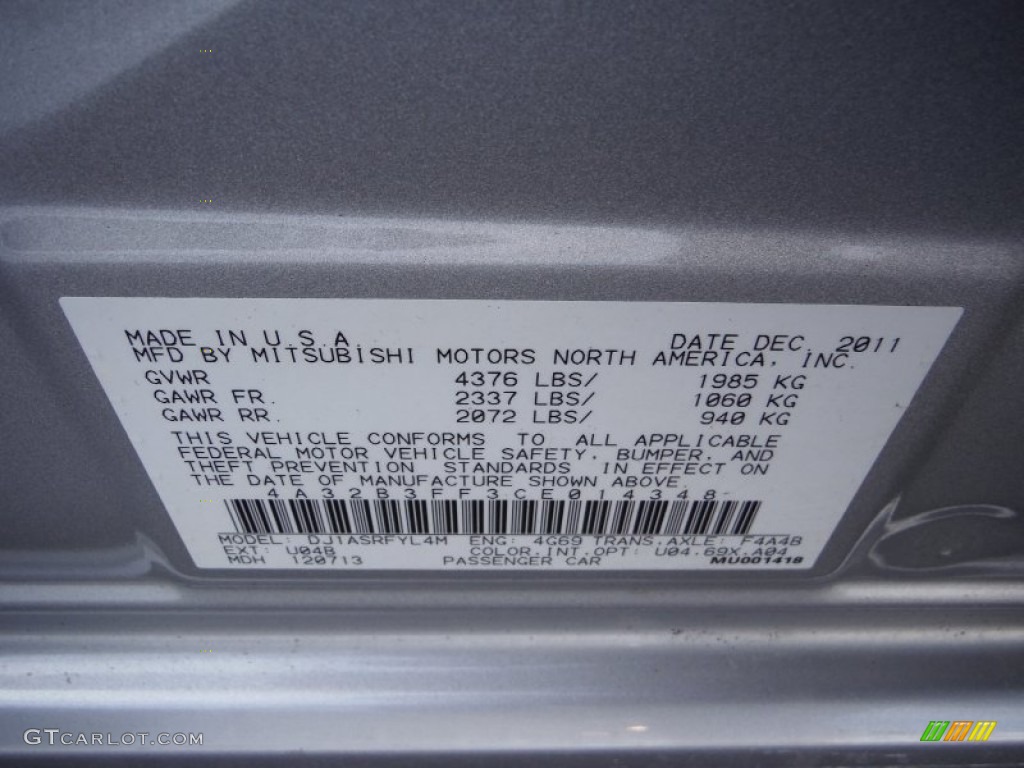 MADE IN U.S.A. DATE DEC. 2011
MFD BY MITSUBISHI MOTORS NORTH AMERICA, INC.
GVWR 4376 LBS/ 1985 KG
GAWR FR. 2337 LBS/ 1060 KG
GAWR RR. 2072 LBS/ 940 KG
THIS VEHICLE CONFORMS TO ALL APPLICABLE
FEDERAL MOTOR VEHICLE SAFETY, BUMPER, AND
THEFT PREVENTION STANDARDS IN EFFECT ON
THE DATE OF MANUFACTURE SHOWN ABOVE.
4A32B3FF3CE014348
MODEL: DJ1ASRFYL4M ENG: 4G69 TRANS.AXLE: F4A4B
EXT: U04B COLOR.INT.OPT: U04.69X.A04
MDH 120713 PASSENGER CAR MU001418
GTCARLOT.COM